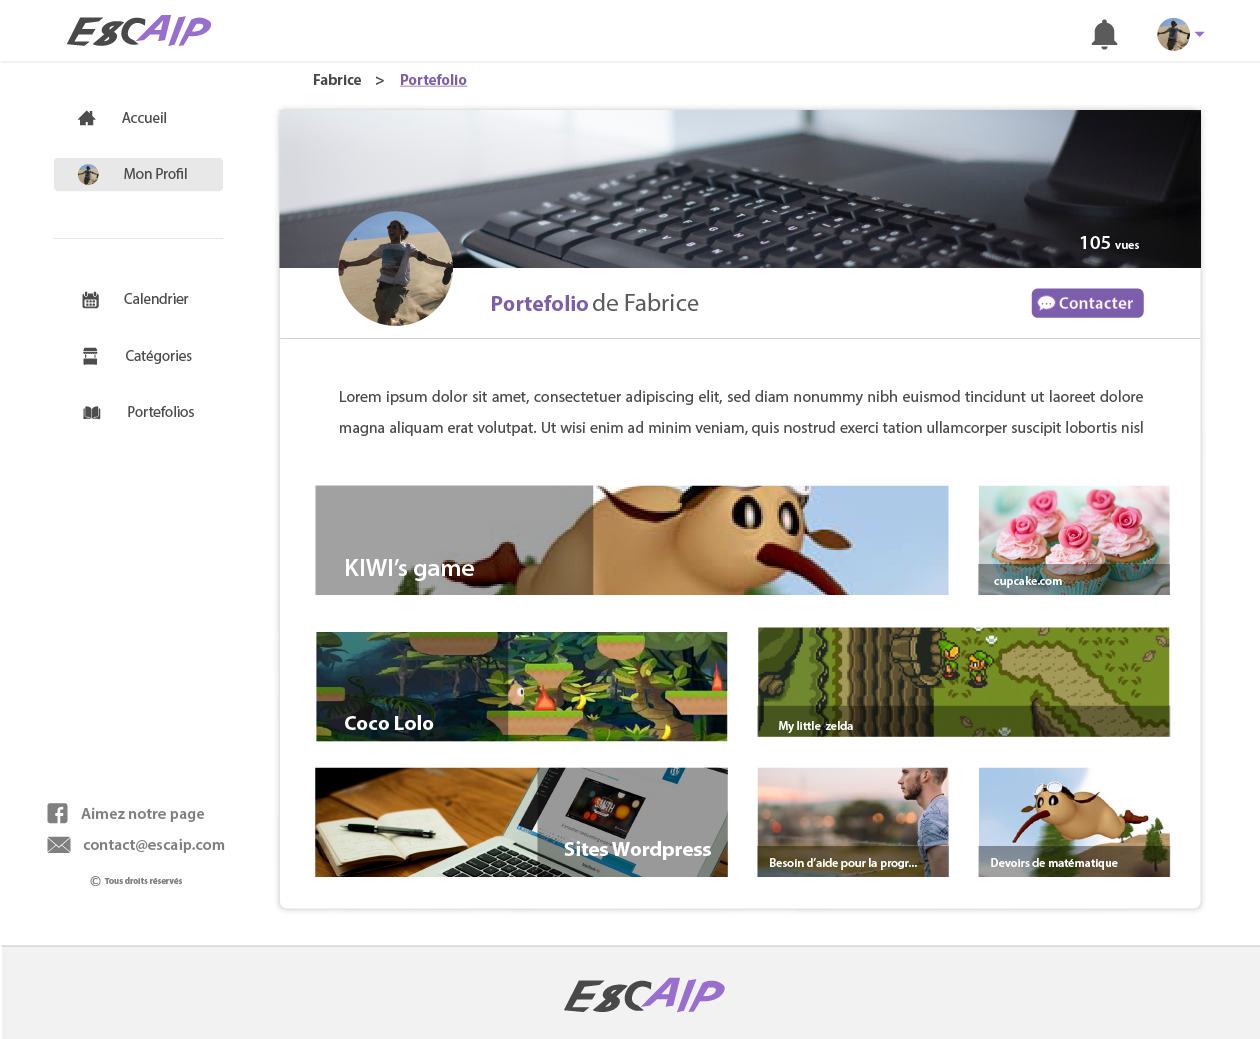 EscAIP
Fabrice > Portefolio
Accueil
Mon Profil
Calendrier
Catégories
Portefolios
105 vues
Portefolio de Fabrice
Contacter
Lorem ipsum dolor sit amet, consectetuer adipiscing elit, sed diam nonummy nibh euismod tincidunt ut laoreet dolore
magna aliquam erat volutpat. Ut wisi enim ad minim veniam, quis nostrud exerci tation ullamcorper suscipit lobortis nisl
KIWI's game
cupcake.com
Coco Lolo
My little zelda
Sites Wordpress
Besoin d'aide pour la progr...
Devoirs de matématique
Aimez notre page
contact@escaip.com
© Tous droits réservés
EscAIP